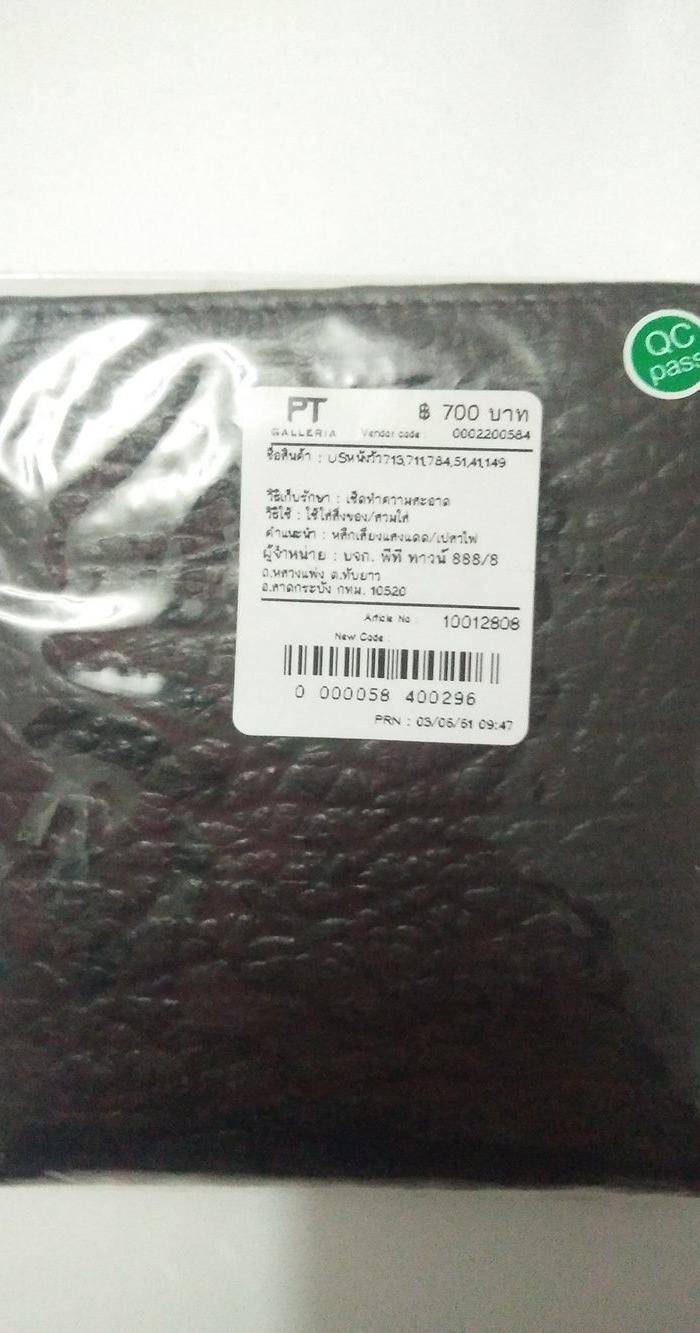 PT
GALLERIA
฿ 700 บาท
Vendor code : 0002200584
ชื่อสินค้า : USหนังวัว713,711,784,51,41,149
วิธีเก็บรักษา : เช็ดทำความสะอาด
วิธีใช้ : ใช้ใส่สิ่งของ/สวมใส่
คำแนะนำ : หลีกเลี่ยงแสงแดด/เปลวไฟ
ผู้จำหน่าย : บจก. พีที ทาวน์ 888/8
ถ.หลวงแพ่ง ต.ทับยาว
อ.ลาดกระบัง กทม. 10520
Article No : 10012808
New Code :
0 000058 400296
PRN : 03/05/61 09:47
QC
pass